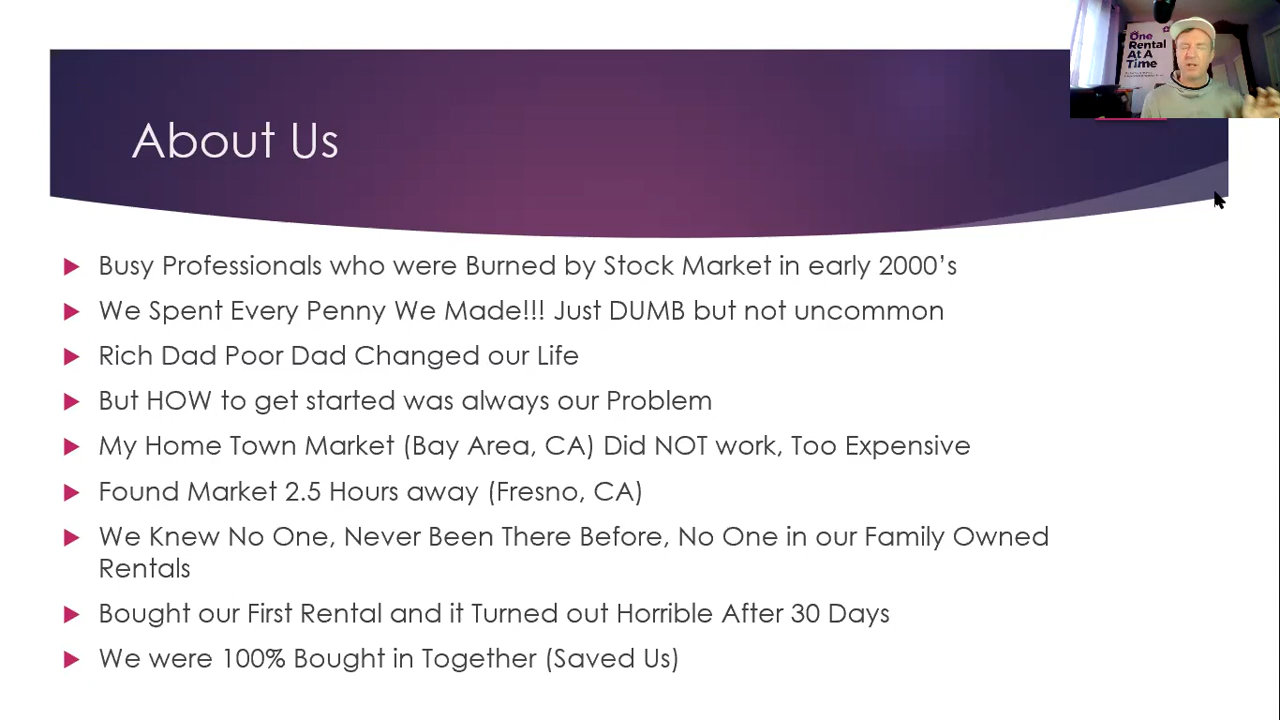 About Us
One
Rental
At A
Time
Busy Professionals who were Burned by Stock Market in early 2000's
We Spent Every Penny We Made!!! Just DUMB but not uncommon
Rich Dad Poor Dad Changed our Life
But HOW to get started was always our Problem
My Home Town Market (Bay Area, CA) Did NOT work, Too Expensive
Found Market 2.5 Hours away (Fresno, CA)
We Knew No One, Never Been There Before, No One in our Family Owned
Rentals
Bought our First Rental and it Turned out Horrible After 30 Days
We were 100% Bought in Together (Saved Us)